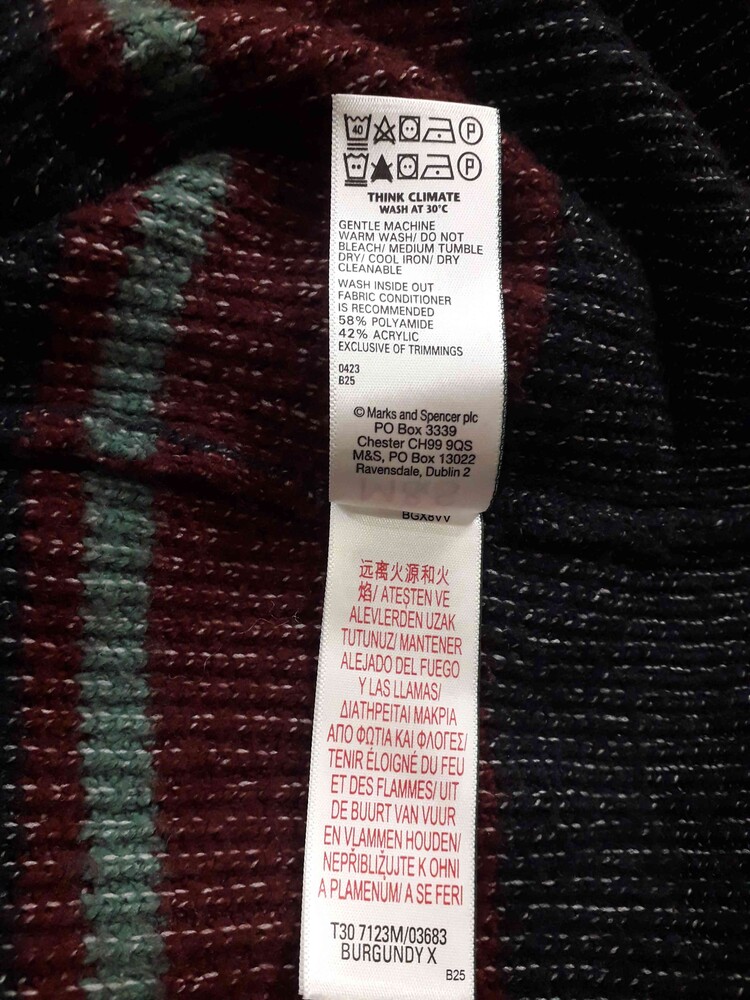 40 P
P
THINK CLIMATE
WASH AT 30°C
GENTLE MACHINE
WARM WASH/ DO NOT
BLEACH/ MEDIUM TUMBLE
DRY/ COOL IRON/ DRY
CLEANABLE
WASH INSIDE OUT
FABRIC CONDITIONER
IS RECOMMENDED
58% POLYAMIDE
42% ACRYLIC
EXCLUSIVE OF TRIMMINGS
0423
B25
© Marks and Spencer plc
PO Box 3339
Chester CH99 9QS
M&S, PO Box 13022
Ravensdale, Dublin 2
远离火源和火
焰/ ATEŞTEN VE
ALEVLERDEN UZAK
TUTUNUZ/ MANTENER
ALEJADO DEL FUEGO
Y LAS LLAMAS/
ΔΙΑΤΗΡΕΙΤΑΙ ΜΑΚΡΙΑ
ΑΠΟ ΦΩΤΙΑ ΚΑΙ ΦΛΟΓΕΣ/
TENIR ÉLOIGNÉ DU FEU
ET DES FLAMMES/ UIT
DE BUURT VAN VUUR
EN VLAMMEN HOUDEN/
NEPŘIBLIŽUJTE K OHNI
A PLAMENŮM/ A SE FERI
T30 7123M/03683
BURGUNDY X
B25